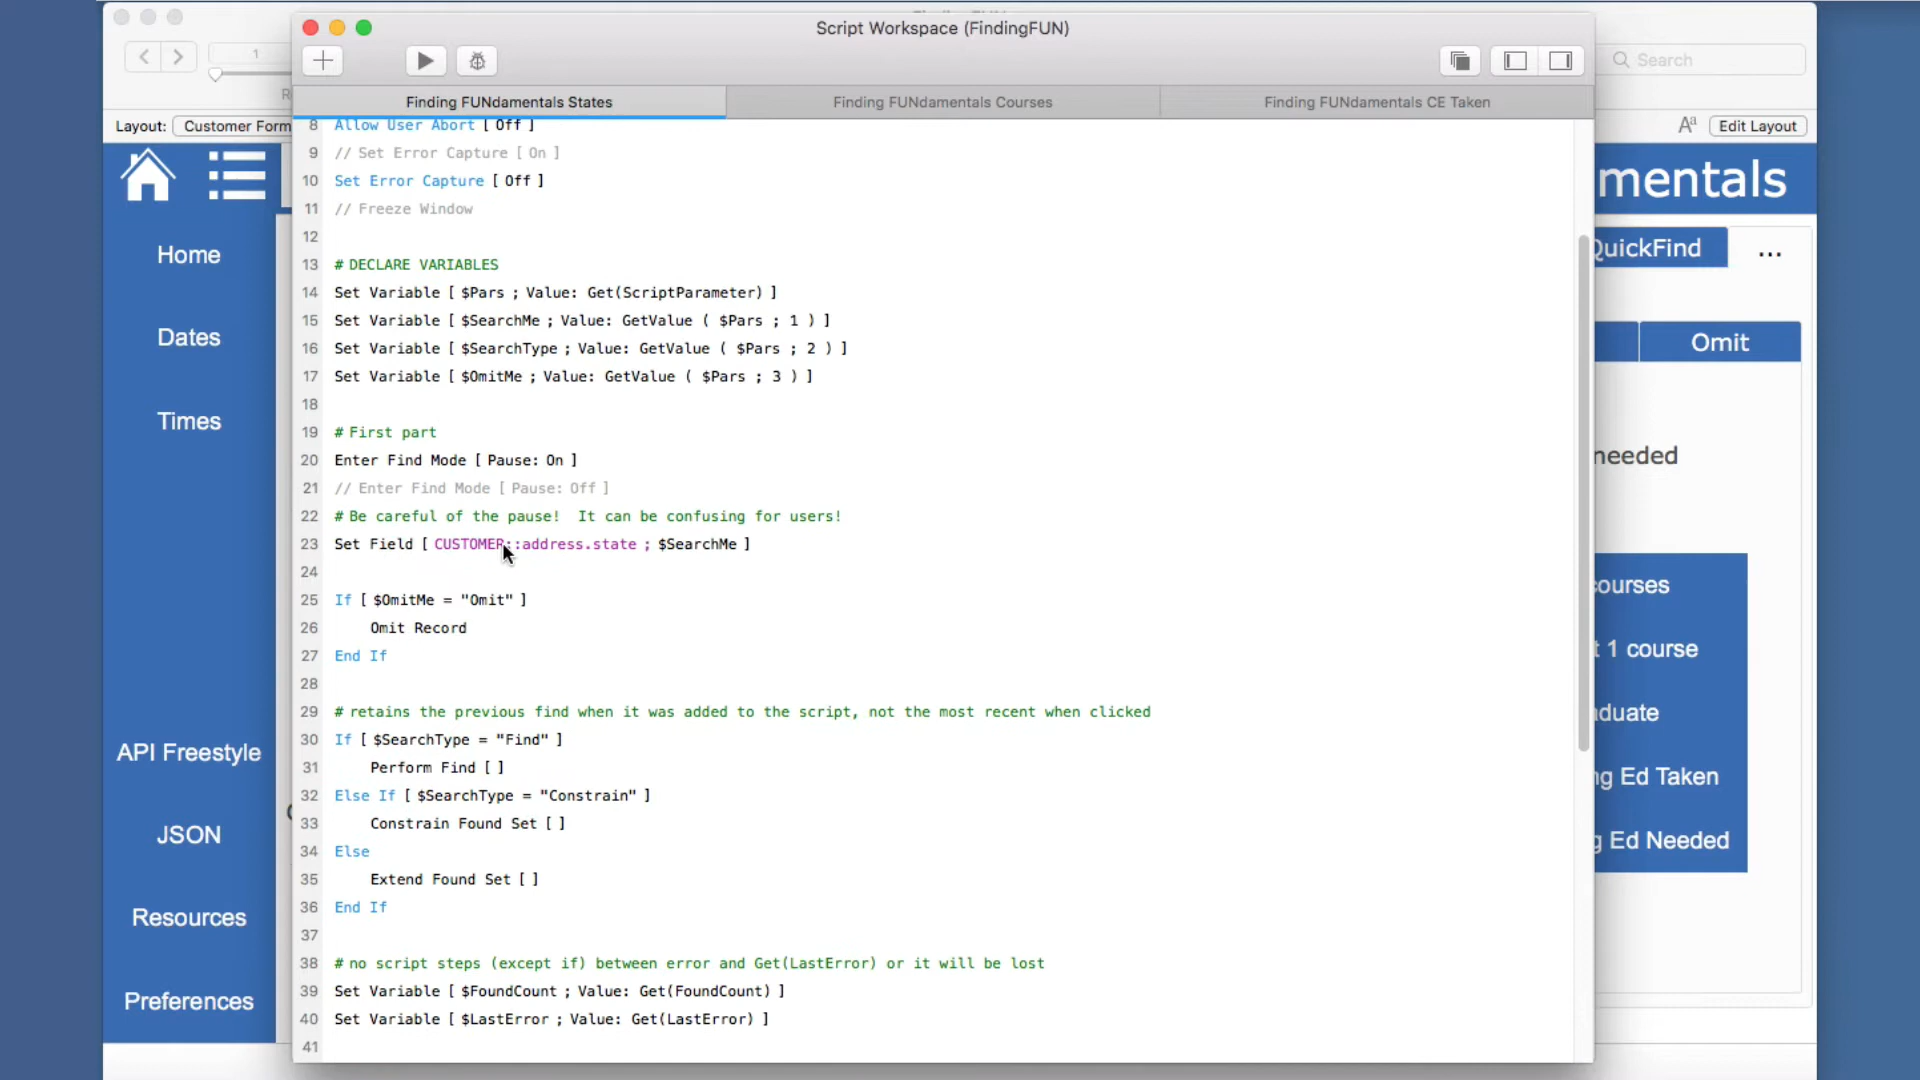 Script Workspace (FindingFUN)
1
Search
Finding FUNdamentals States
Finding FUNdamentals Courses
Finding FUNdamentals CE Taken
Layout:
Customer Form
Edit Layout
mentals
Home
Dates
Times
API Freestyle
JSON
Resources
Preferences
8 Allow User Abort [ Off ]
9 // Set Error Capture [ On ]
10 Set Error Capture [ Off ]
11 // Freeze Window
12
13 # DECLARE VARIABLES
14 Set Variable [ $Pars ; Value: Get(ScriptParameter) ]
15 Set Variable [ $SearchMe ; Value: GetValue ( $Pars ; 1 ) ]
16 Set Variable [ $SearchType ; Value: GetValue ( $Pars ; 2 ) ]
17 Set Variable [ $OmitMe ; Value: GetValue ( $Pars ; 3 ) ]
18
19 # First part
20 Enter Find Mode [ Pause: On ]
21 // Enter Find Mode [ Pause: Off ]
22 # Be careful of the pause!  It can be confusing for users!
23 Set Field [ CUSTOMER::address.state ; $SearchMe ]
24
25 If [ $OmitMe = "Omit" ]
26 Omit Record
27 End If
28
29 # retains the previous find when it was added to the script, not the most recent when clicked
30 If [ $SearchType = "Find" ]
31 Perform Find [ ]
32 Else If [ $SearchType = "Constrain" ]
33 Constrain Found Set [ ]
34 Else
35 Extend Found Set [ ]
36 End If
37
38 # no script steps (except if) between error and Get(LastError) or it will be lost
39 Set Variable [ $FoundCount ; Value: Get(FoundCount) ]
40 Set Variable [ $LastError ; Value: Get(LastError) ]
41
QuickFind
...
Omit
needed
courses
t 1 course
aduate
ng Ed Taken
g Ed Needed